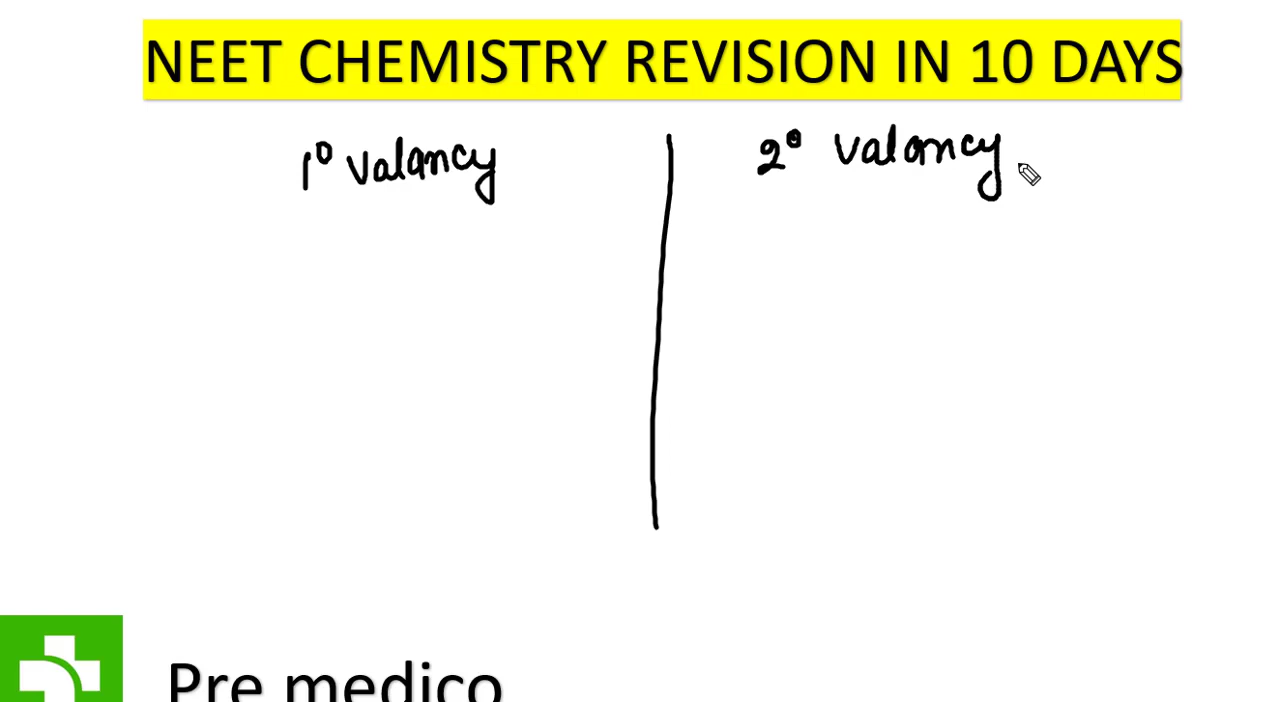 NEET CHEMISTRY REVISION IN 10 DAYS
1° valancy
2° valancy
Pre medico